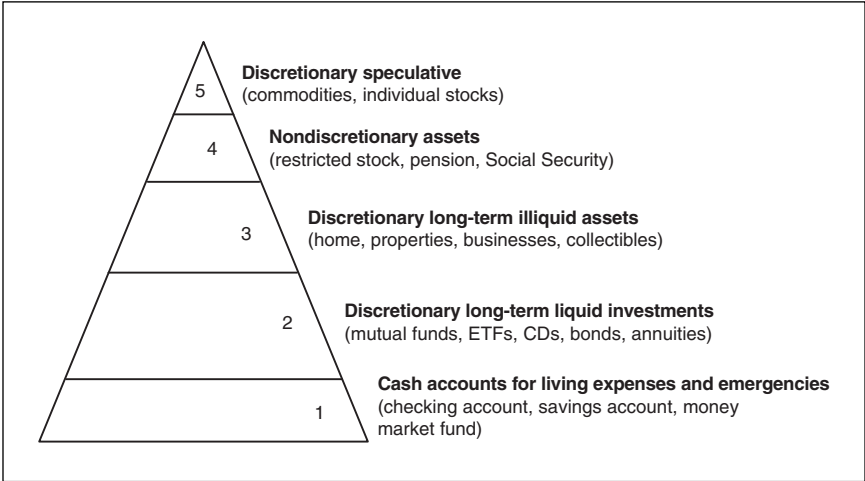 5
Discretionary speculative
(commodities, individual stocks)
4
Nondiscretionary assets
(restricted stock, pension, Social Security)
3
Discretionary long-term illiquid assets
(home, properties, businesses, collectibles)
2
Discretionary long-term liquid investments
(mutual funds, ETFs, CDs, bonds, annuities)
1
Cash accounts for living expenses and emergencies
(checking account, savings account, money
market fund)